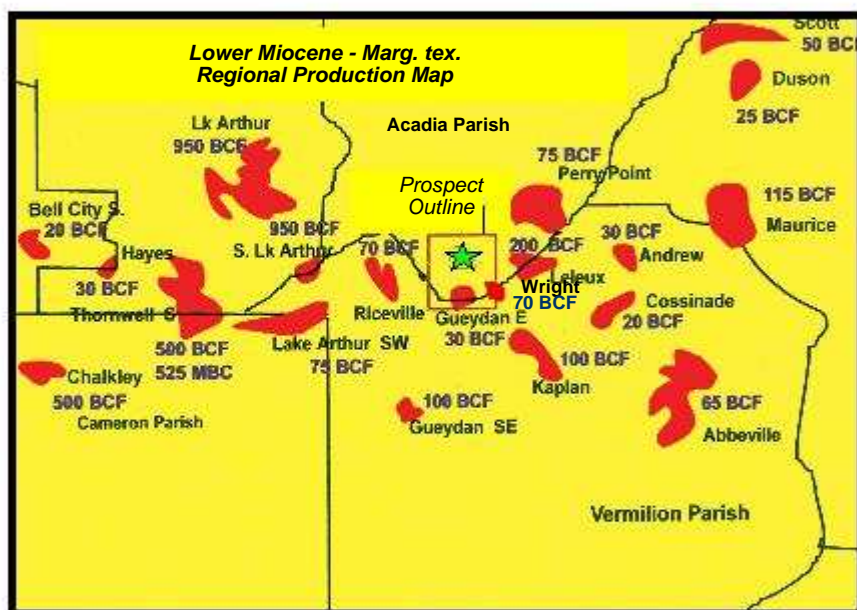 Lower Miocene - Marg. tex.
Regional Production Map
Scott
50 BCF
Duson
25 BCF
Lk Arthur
950 BCF
Acadia Parish
75 BCF
Perry Point
Prospect
Outline
115 BCF
Maurice
Bell City S.
20 BCF
Hayes
30 BCF
950 BCF
S. Lk Arthur
70 BCF
200 BCF
Leleux
30 BCF
Andrew
Wright
70 BCF
Thornwell S
Riceville
Gueydan E
30 BCF
Cossinade
20 BCF
500 BCF
525 MBC
Lake Arthur SW
75 BCF
100 BCF
Kaplan
Chalkley
500 BCF
Cameron Parish
100 BCF
Gueydan SE
65 BCF
Abbeville
Vermilion Parish